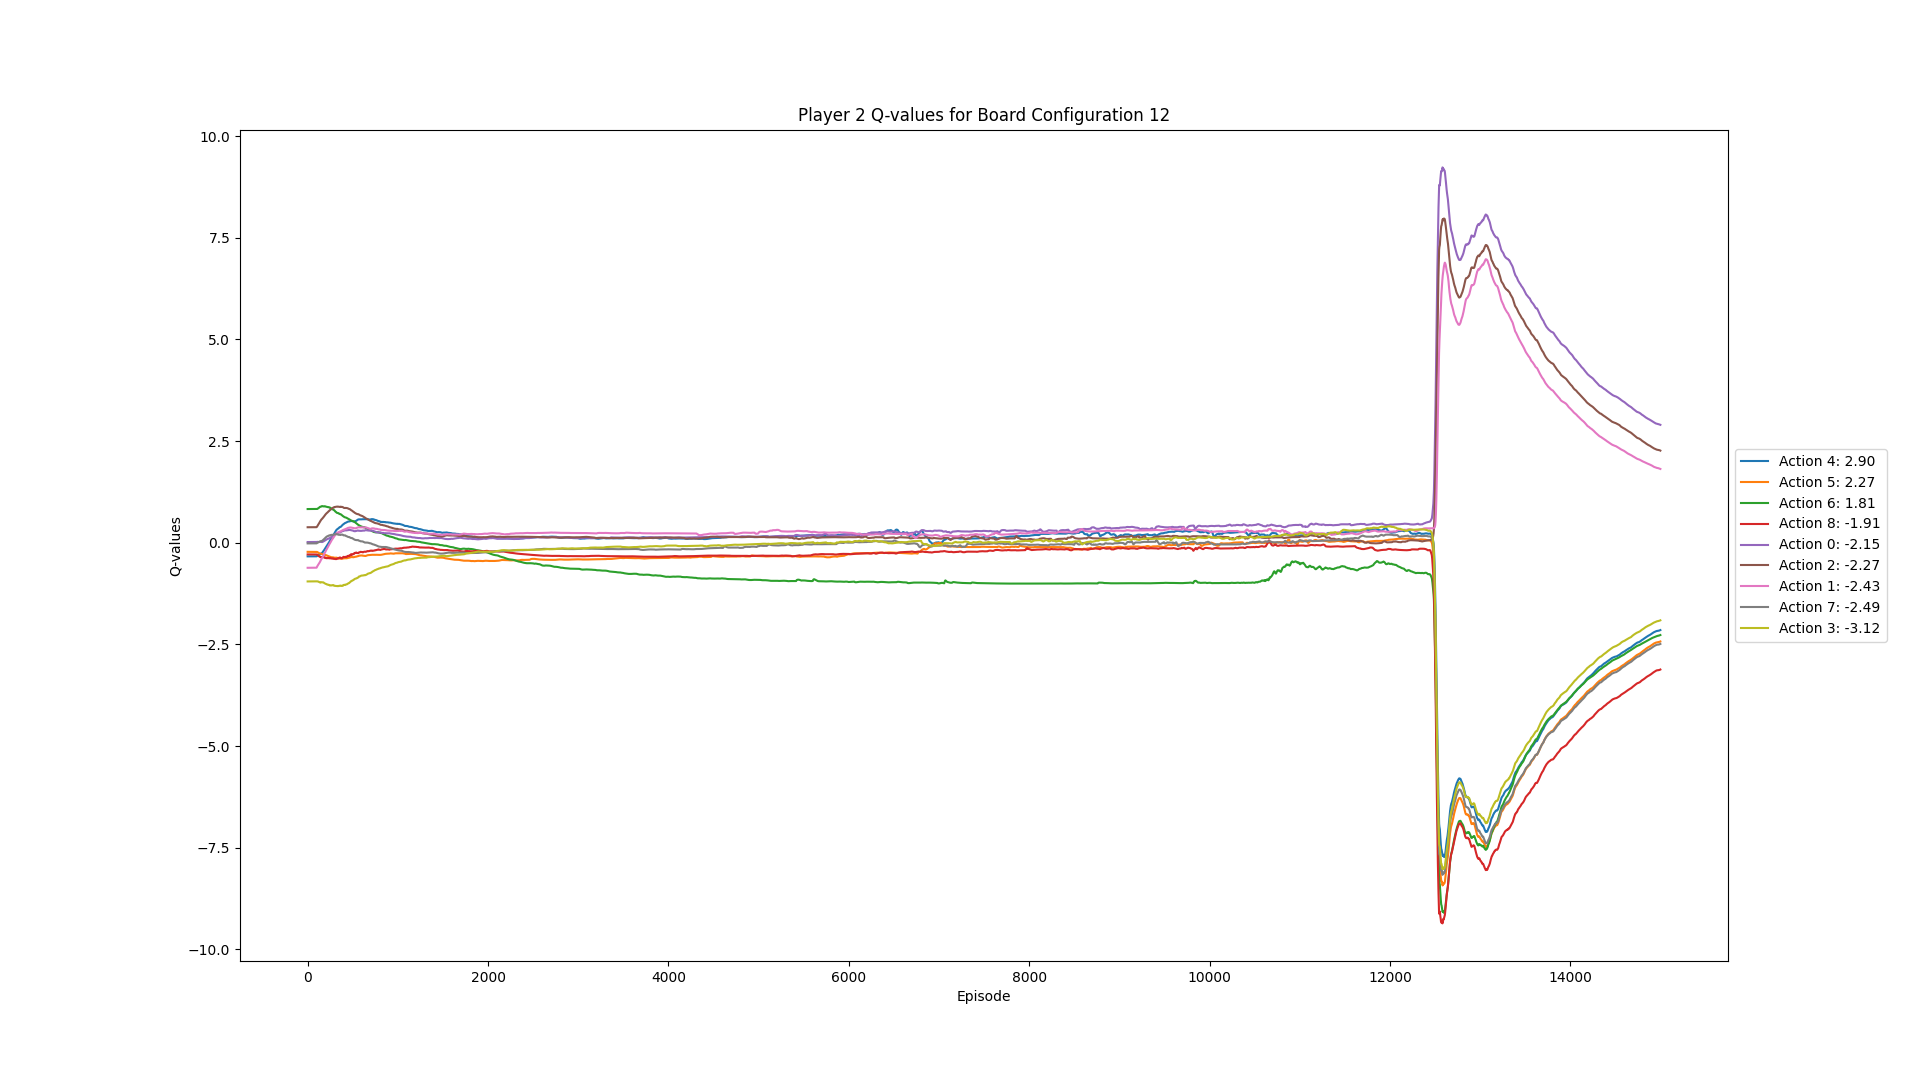 Player 2 Q-values for Board Configuration 12
10.0
7.5
5.0
2.5
0.0
−2.5
−5.0
−7.5
−10.0
Q-values
0 2000 4000 6000 8000 10000 12000 14000
Episode
Action 4: 2.90
Action 5: 2.27
Action 6: 1.81
Action 8: -1.91
Action 0: -2.15
Action 2: -2.27
Action 1: -2.43
Action 7: -2.49
Action 3: -3.12